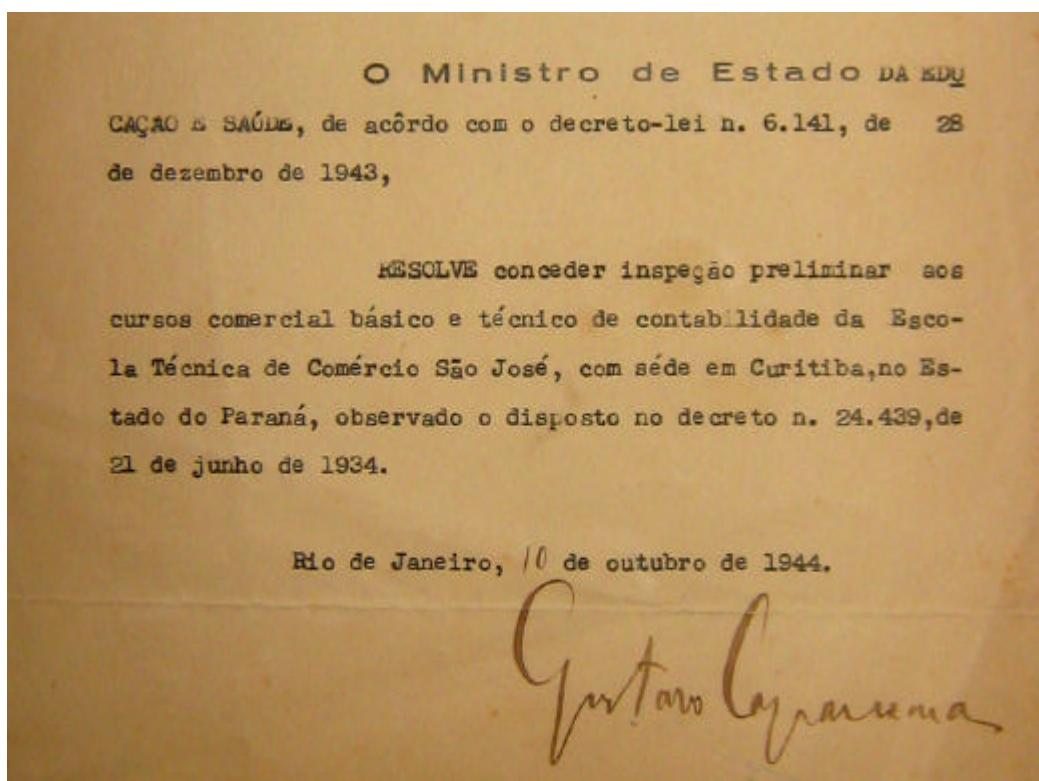 O Ministro de Estado DA EDU
CAÇÃO E SAÚDE, de acôrdo com o decreto-lei n. 6.141, de 28
de dezembro de 1943,
RESOLVE conceder inspeção preliminar aos
cursos comercial básico e técnico de contabilidade da Esco-
la Técnica de Comércio São José, com séde em Curitiba,no Es-
tado do Paraná, observado o disposto no decreto n. 24.439,de
21 de junho de 1934.
Rio de Janeiro, 10 de outubro de 1944.
Gustavo Capanema